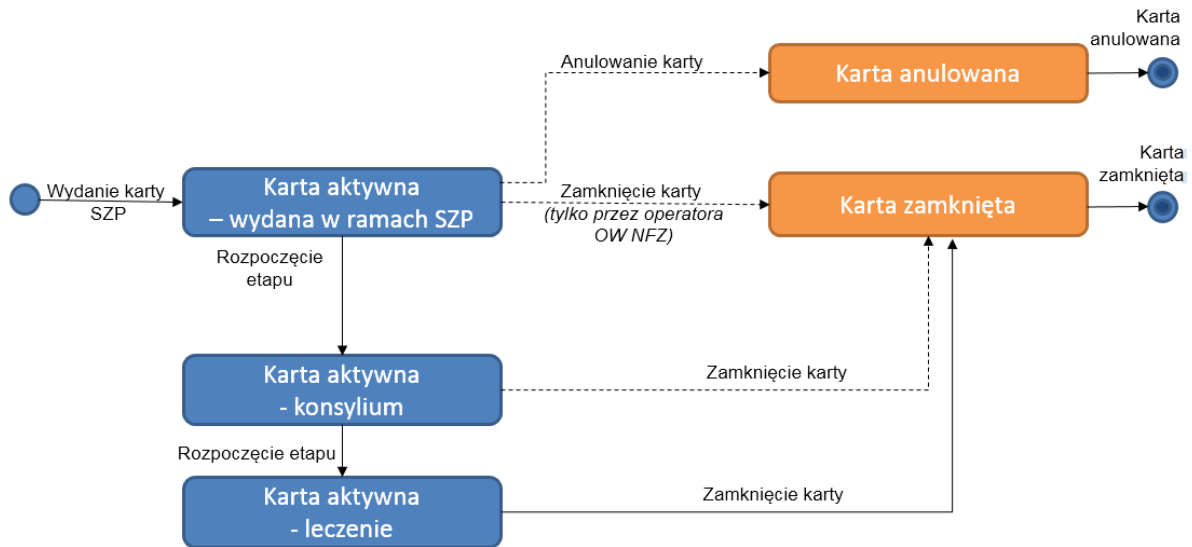 Karta
anulowana
Anulowanie karty
Karta anulowana
Karta
zamknięta
Wydanie karty
SZP
Karta aktywna
– wydana w ramach SZP
Zamknięcie karty
(tylko przez operatora
OW NFZ)
Karta zamknięta
Rozpoczęcie
etapu
Karta aktywna
- konsylium
Zamknięcie karty
Rozpoczęcie etapu
Karta aktywna
- leczenie
Zamknięcie karty